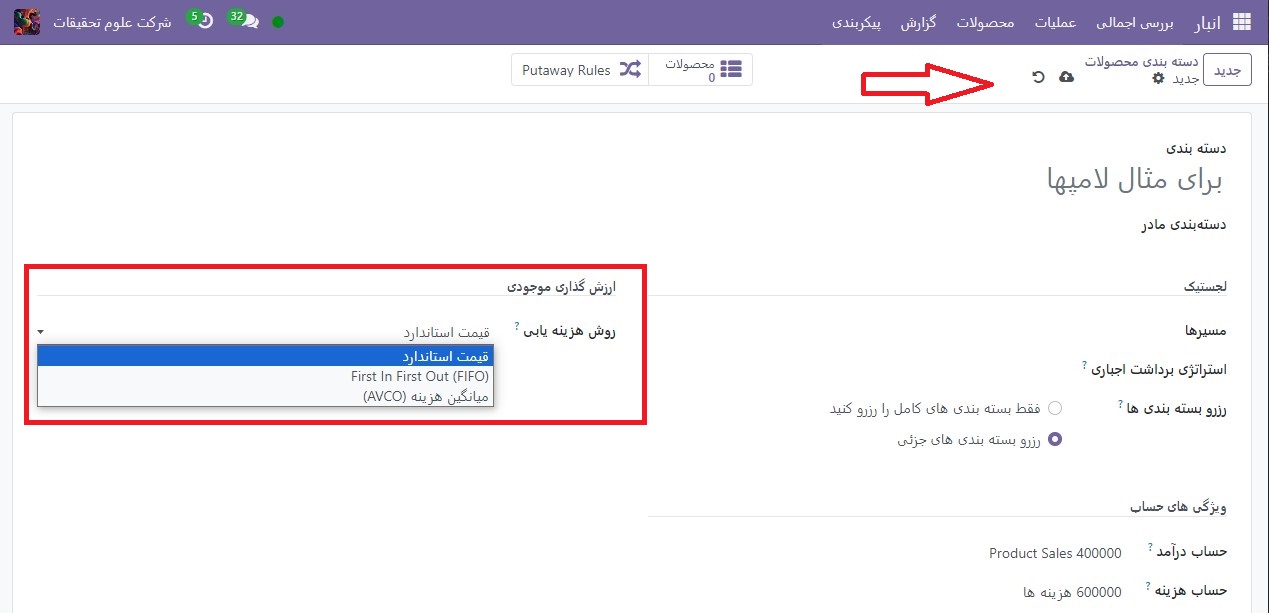 انبار بررسی اجمالی عملیات محصولات گزارش پیکربندی 32 5 شرکت علوم تحقیقات
جدید دسته بندی محصولات
جدید
محصولات
0
Putaway Rules
دسته بندی
برای مثال لامپها
دسته‌بندی مادر
لجستیک
مسیرها
استراتژی برداشت اجباری ?
رزرو بسته بندی ها ? فقط بسته بندی های کامل را رزرو کنید
رزرو بسته بندی های جزئی
ارزش گذاری موجودی
روش هزینه یابی ? قیمت استاندارد
قیمت استاندارد
First In First Out (FIFO)
میانگین هزینه (AVCO)
ویژگی های حساب
حساب درآمد ? 400000 Product Sales
حساب هزینه ? 600000 هزینه ها